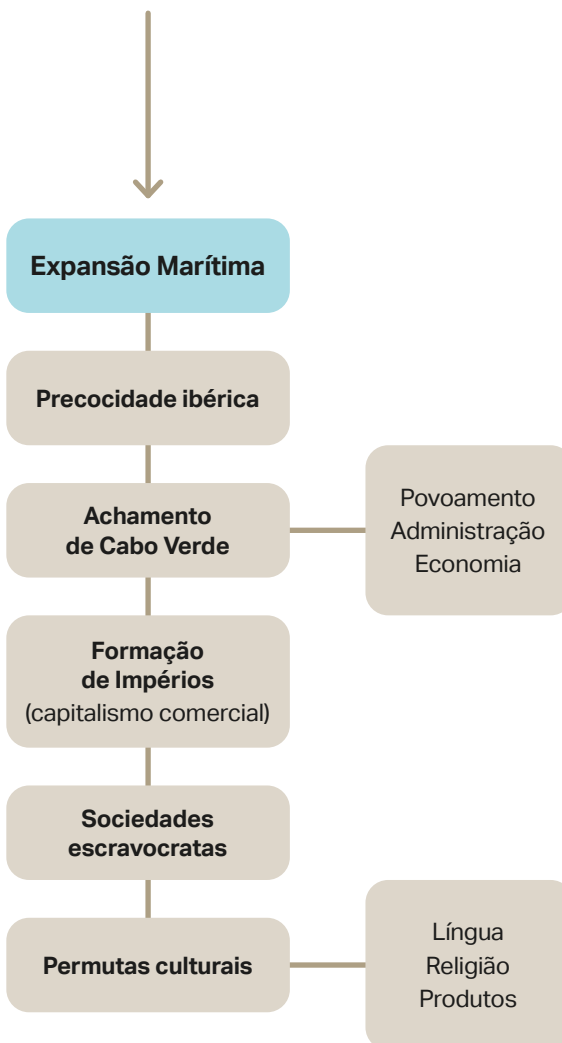 Expansão Marítima
Precocidade ibérica
Achamento
de Cabo Verde
Povoamento
Administração
Economia
Formação
de Impérios
(capitalismo comercial)
Sociedades
escravocratas
Permutas culturais
Língua
Religião
Produtos